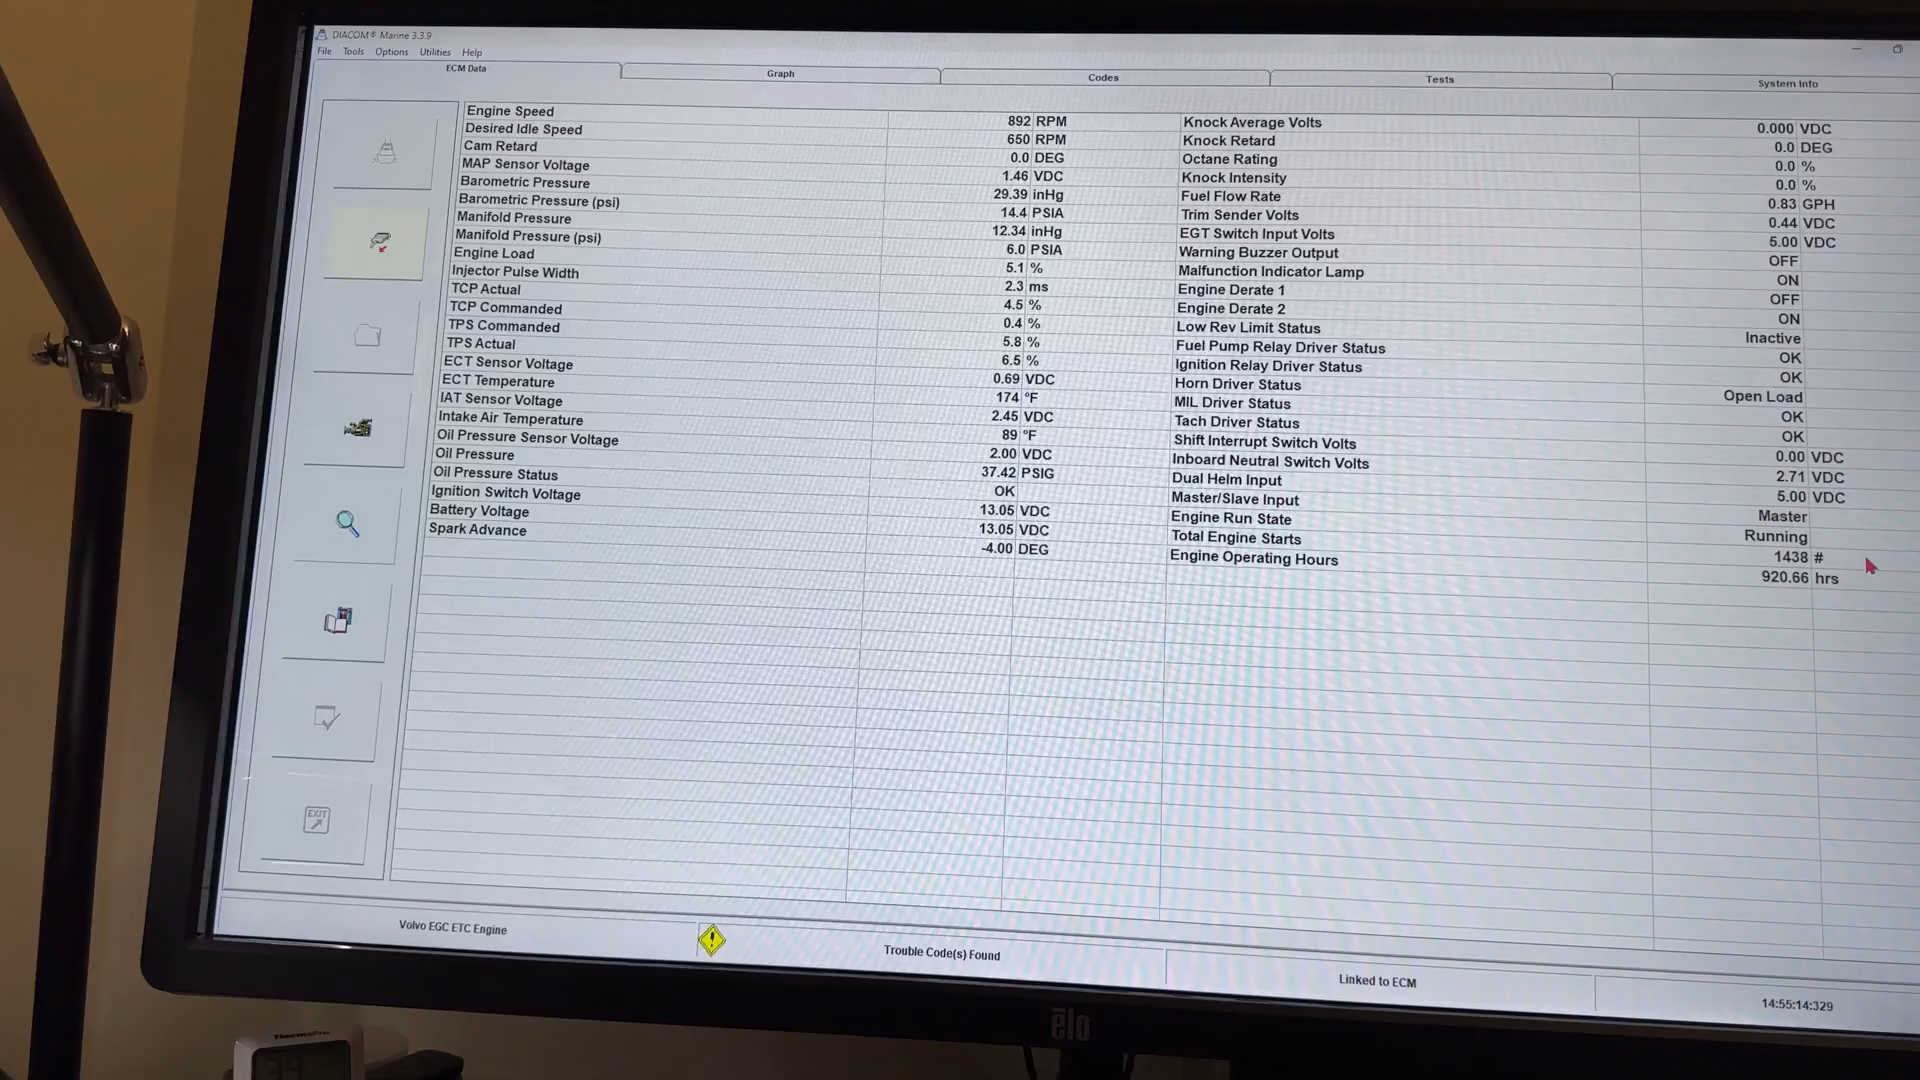 DIACOM® Marine 3.3.9
File Tools Options Utilities Help
ECM Data Graph Codes Tests System Info
Engine Speed 892 RPM
Desired Idle Speed 650 RPM
Cam Retard 0.0 DEG
MAP Sensor Voltage 1.46 VDC
Barometric Pressure 29.39 inHg
Barometric Pressure (psi) 14.4 PSIA
Manifold Pressure 12.34 inHg
Manifold Pressure (psi) 6.0 PSIA
Engine Load 5.1 %
Injector Pulse Width 2.3 ms
TCP Actual 4.5 %
TCP Commanded 0.4 %
TPS Commanded 5.8 %
TPS Actual 6.5 %
ECT Sensor Voltage 0.69 VDC
ECT Temperature 174 °F
IAT Sensor Voltage 2.45 VDC
Intake Air Temperature 89 °F
Oil Pressure Sensor Voltage 2.00 VDC
Oil Pressure 37.42 PSIG
Oil Pressure Status OK
Ignition Switch Voltage 13.05 VDC
Battery Voltage 13.05 VDC
Spark Advance -4.00 DEG
Knock Average Volts 0.000 VDC
Knock Retard 0.0 DEG
Octane Rating 0.0 %
Knock Intensity 0.0 %
Fuel Flow Rate 0.83 GPH
Trim Sender Volts 0.44 VDC
EGT Switch Input Volts 5.00 VDC
Warning Buzzer Output OFF
Malfunction Indicator Lamp ON
Engine Derate 1 OFF
Engine Derate 2 ON
Low Rev Limit Status Inactive
Fuel Pump Relay Driver Status OK
Ignition Relay Driver Status OK
Horn Driver Status Open Load
MIL Driver Status OK
Tach Driver Status OK
Shift Interrupt Switch Volts 0.00 VDC
Inboard Neutral Switch Volts 2.71 VDC
Dual Helm Input 5.00 VDC
Master/Slave Input Master
Engine Run State Running
Total Engine Starts 1438 #
Engine Operating Hours 920.66 hrs
EXIT
Volvo EGC ETC Engine
Trouble Code(s) Found
Linked to ECM
14:55:14:329
elo
ThermoPro